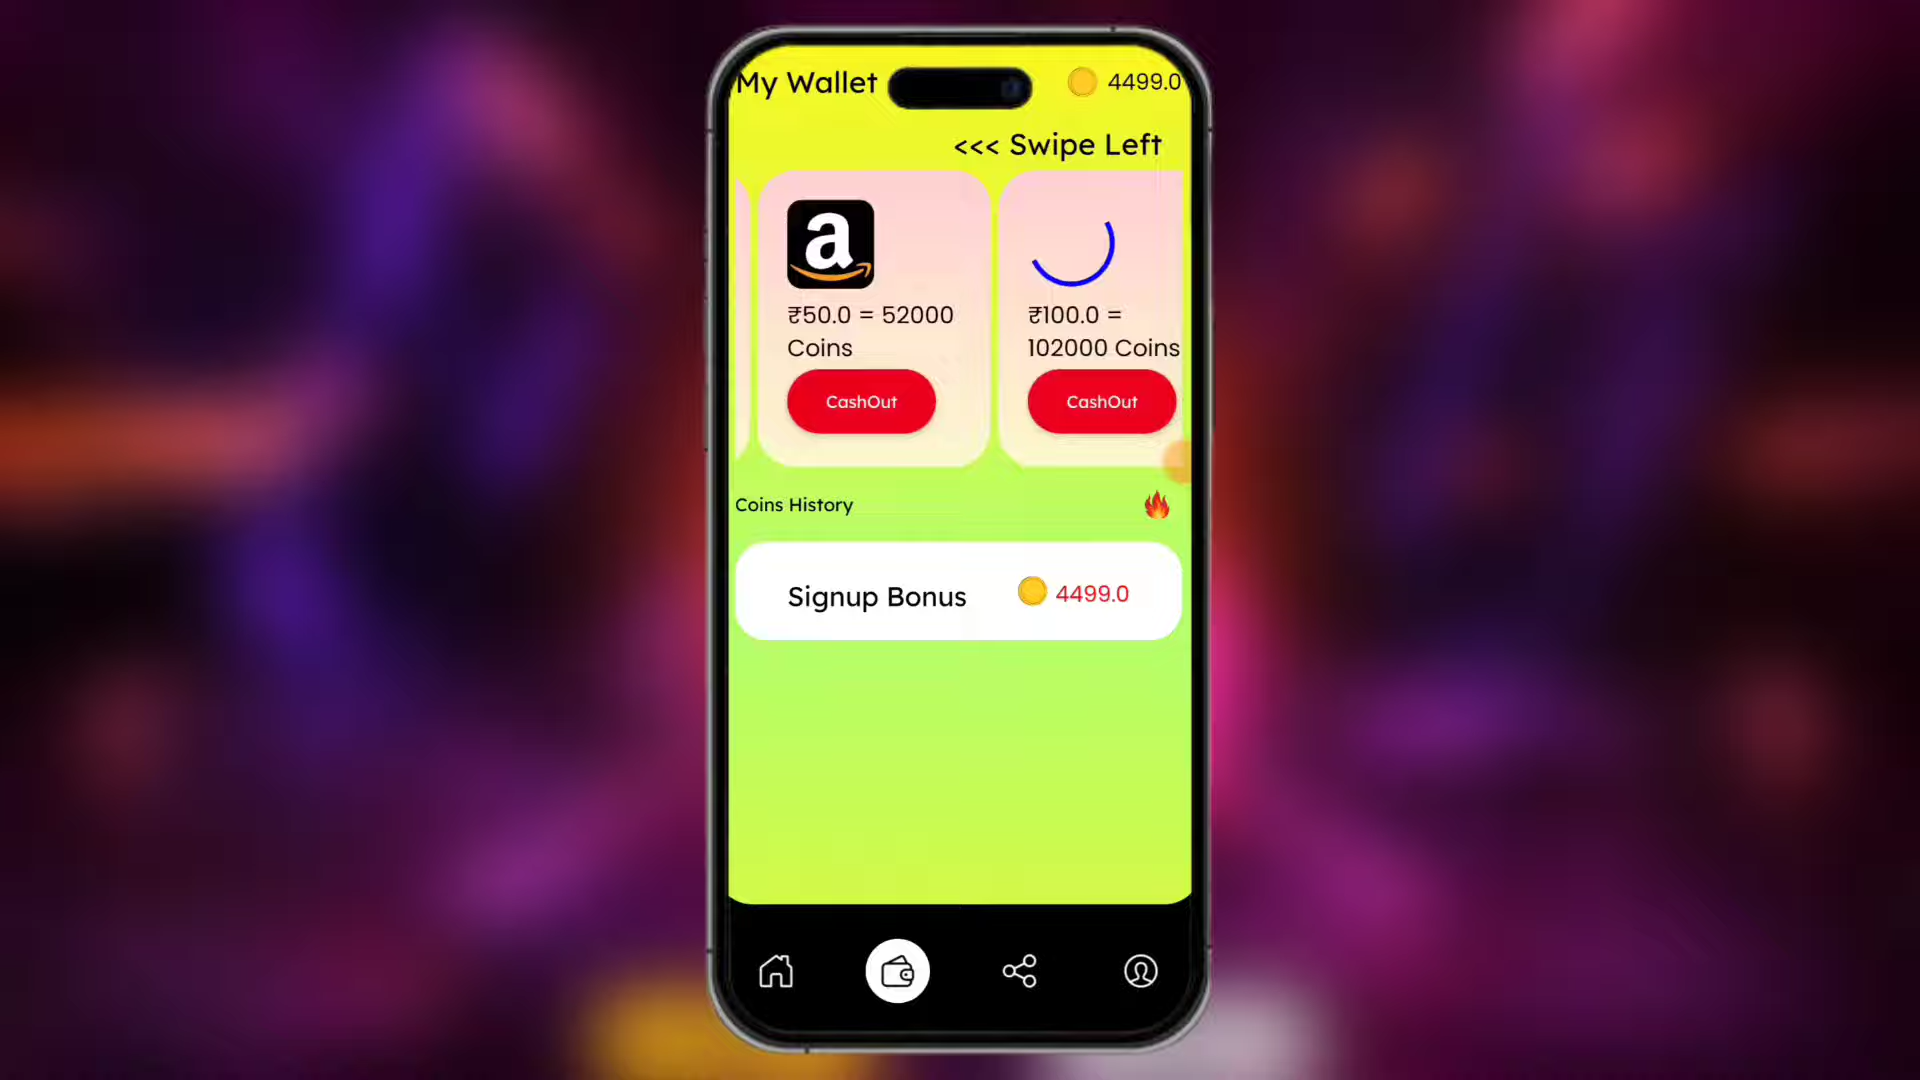 My Wallet
4499.0
<<< Swipe Left
a
₹50.0 = 52000
Coins
CashOut
₹100.0 =
102000 Coins
CashOut
Coins History
Signup Bonus
4499.0